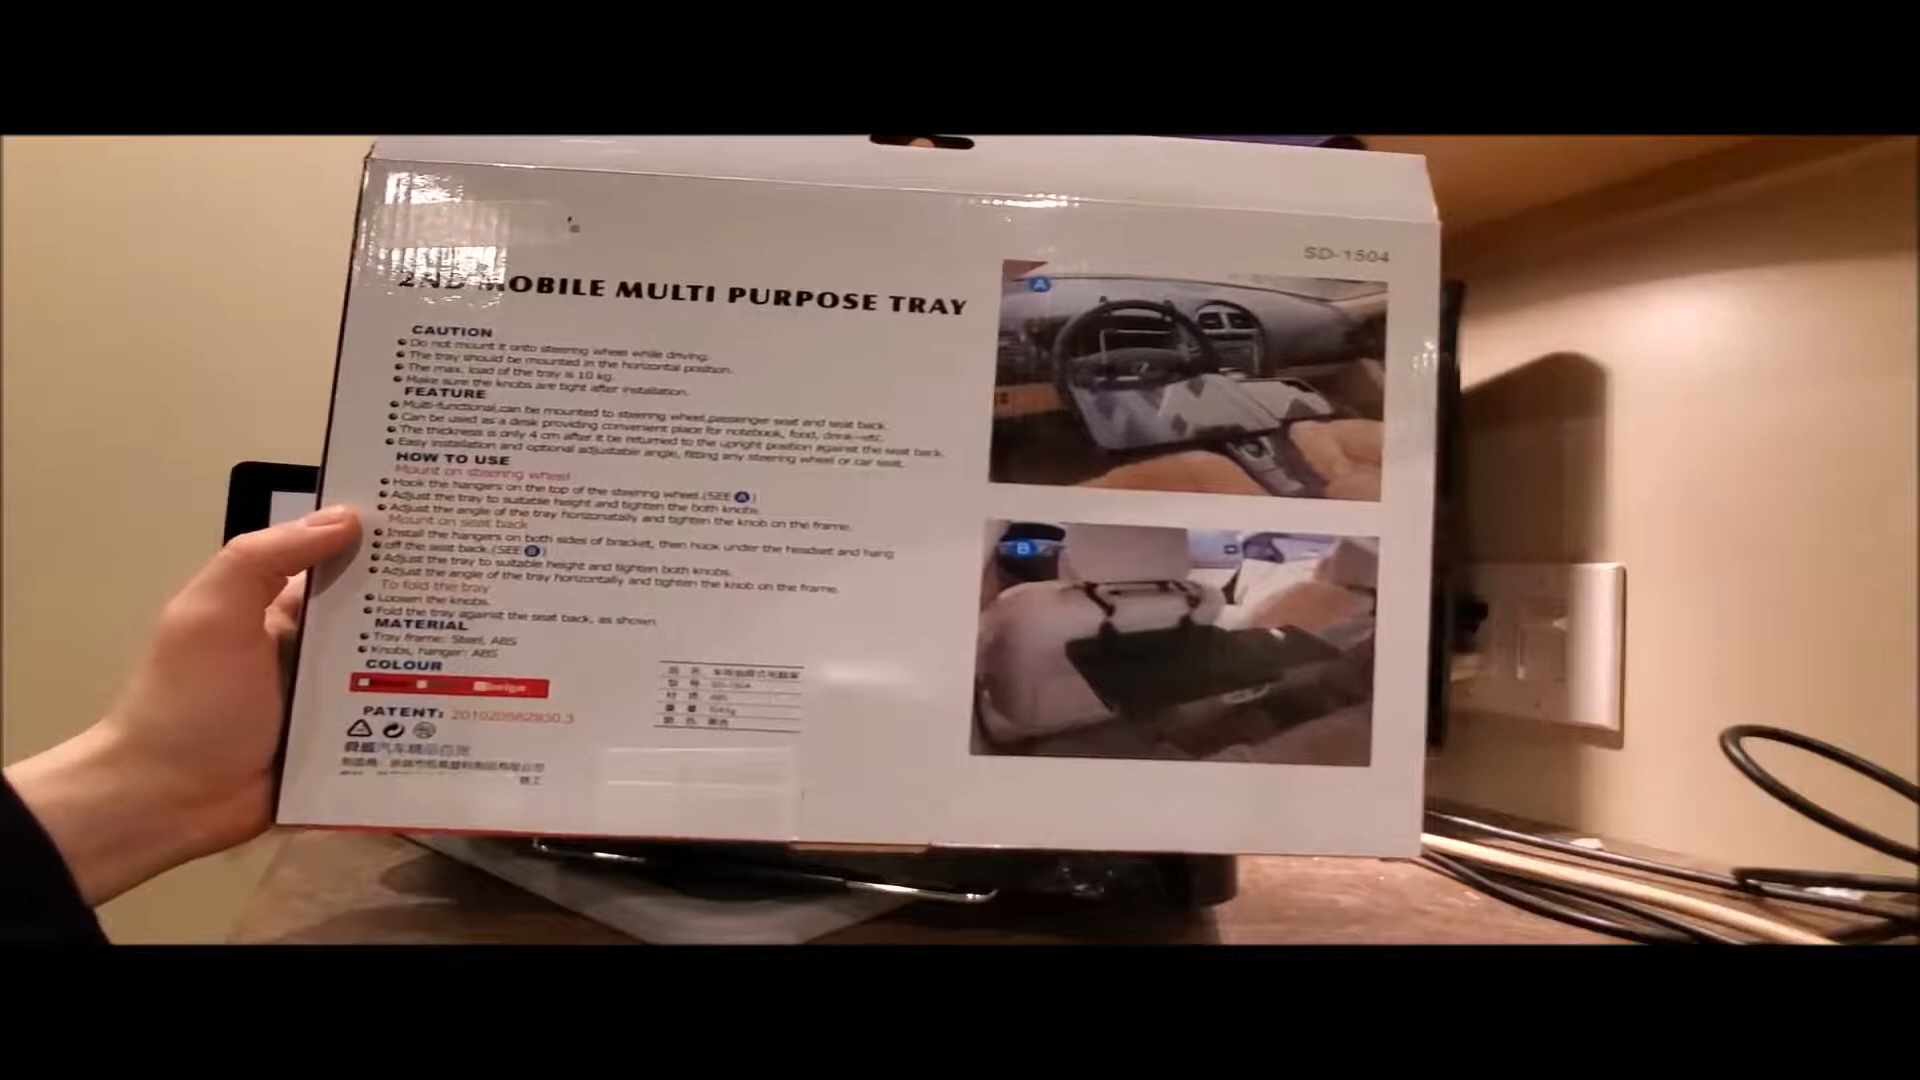 SD-1504
2ND MOBILE MULTI PURPOSE TRAY
CAUTION
Do not mount it onto steering wheel while driving.
The tray should be mounted in the horizontal position.
The max. load of the tray is 10 kg.
Make sure the knobs are tight after installation.
FEATURE
Multi-functional,can be mounted to steering wheel,passenger seat and seat back.
Can be used as a desk providing convenient place for notebook, food, drink--etc.
The thickness is only 4 cm after it be returned to the upright position against the seat back.
Easy installation and optional adjustable angle, fitting any steering wheel or car seat.
HOW TO USE
Mount on steering wheel
Hook the hangers on the top of the steering wheel.(SEE A)
Adjust the tray to suitable height and tighten the both knobs.
Adjust the angle of the tray horizonatally and tighten the knob on the frame.
Mount on seat back
Install the hangers on both sides of bracket, then hook under the headset and hang
off the seat back.(SEE B)
Adjust the tray to suitable height and tighten both knobs.
Adjust the angle of the tray horizontally and tighten the knob on the frame.
To fold the tray
Loosen the knobs.
Fold the tray against the seat back, as shown.
MATERIAL
Tray frame: Steel, ABS
Knobs, hanger: ABS
COLOUR
Beige
PATENT: 201020562930.3
汽车精品百货
A
B